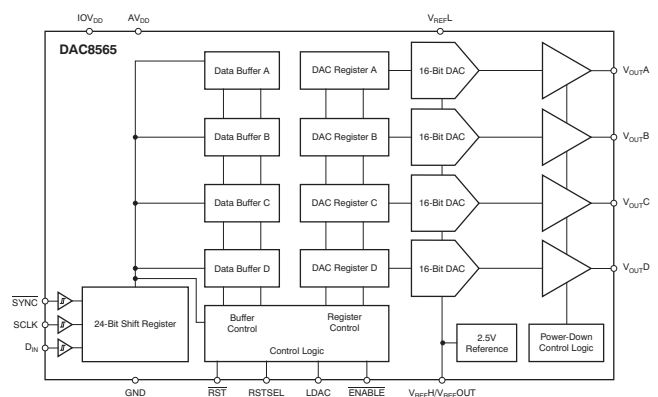 IOVDD AVDD VREFL
DAC8565
Data Buffer A DAC Register A 16-Bit DAC VOUTA
Data Buffer B DAC Register B 16-Bit DAC VOUTB
Data Buffer C DAC Register C 16-Bit DAC VOUTC
Data Buffer D DAC Register D 16-Bit DAC VOUTD
SYNC
SCLK
DIN
24-Bit Shift Register
Buffer
Control
Register
Control
Control Logic
2.5V
Reference
Power-Down
Control Logic
GND RST RSTSEL LDAC ENABLE VREFH/VREFOUT